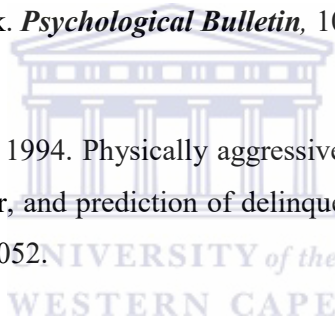 k. Psychological Bulletin, 10
1994. Physically aggressive
r, and prediction of delinque
052.
UNIVERSITY of the
WESTERN CAPE